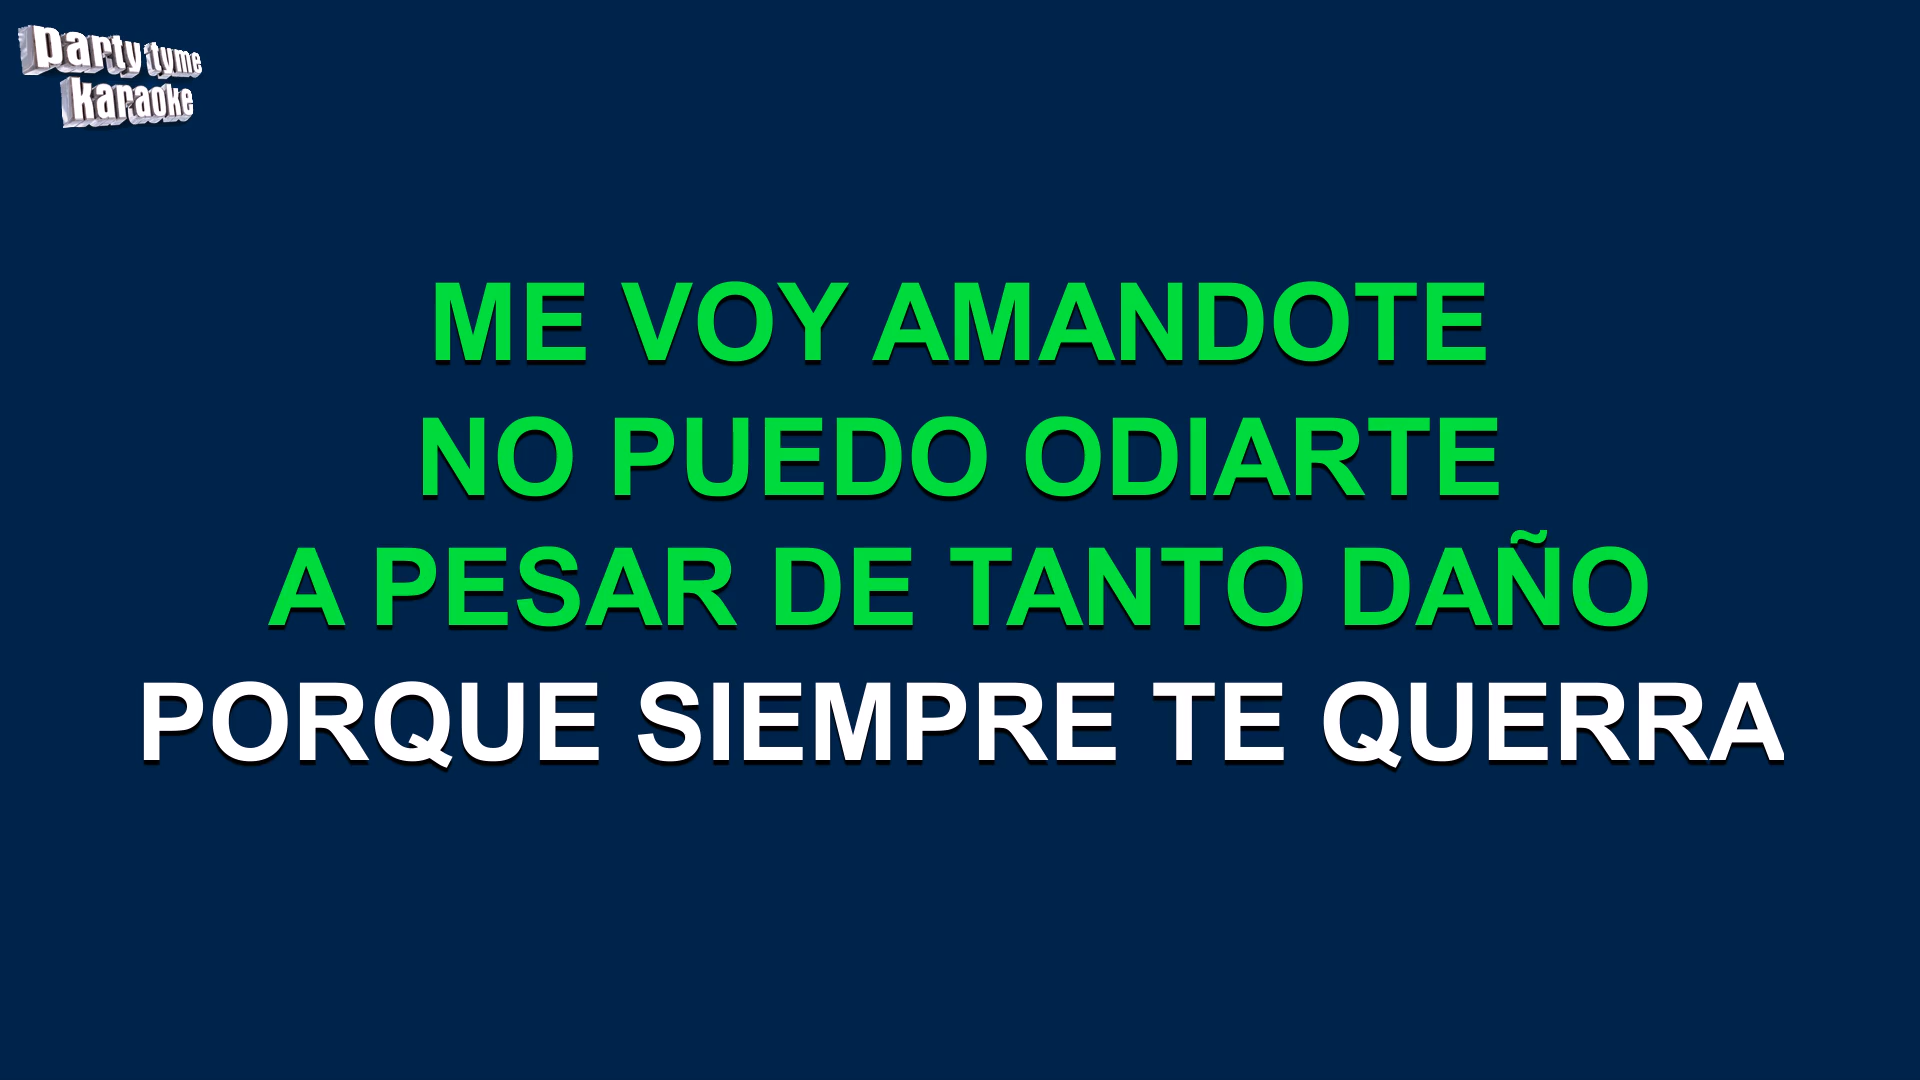 party tyme
karaoke
ME VOY AMANDOTE
NO PUEDO ODIARTE
A PESAR DE TANTO DAÑO
PORQUE SIEMPRE TE QUERRA